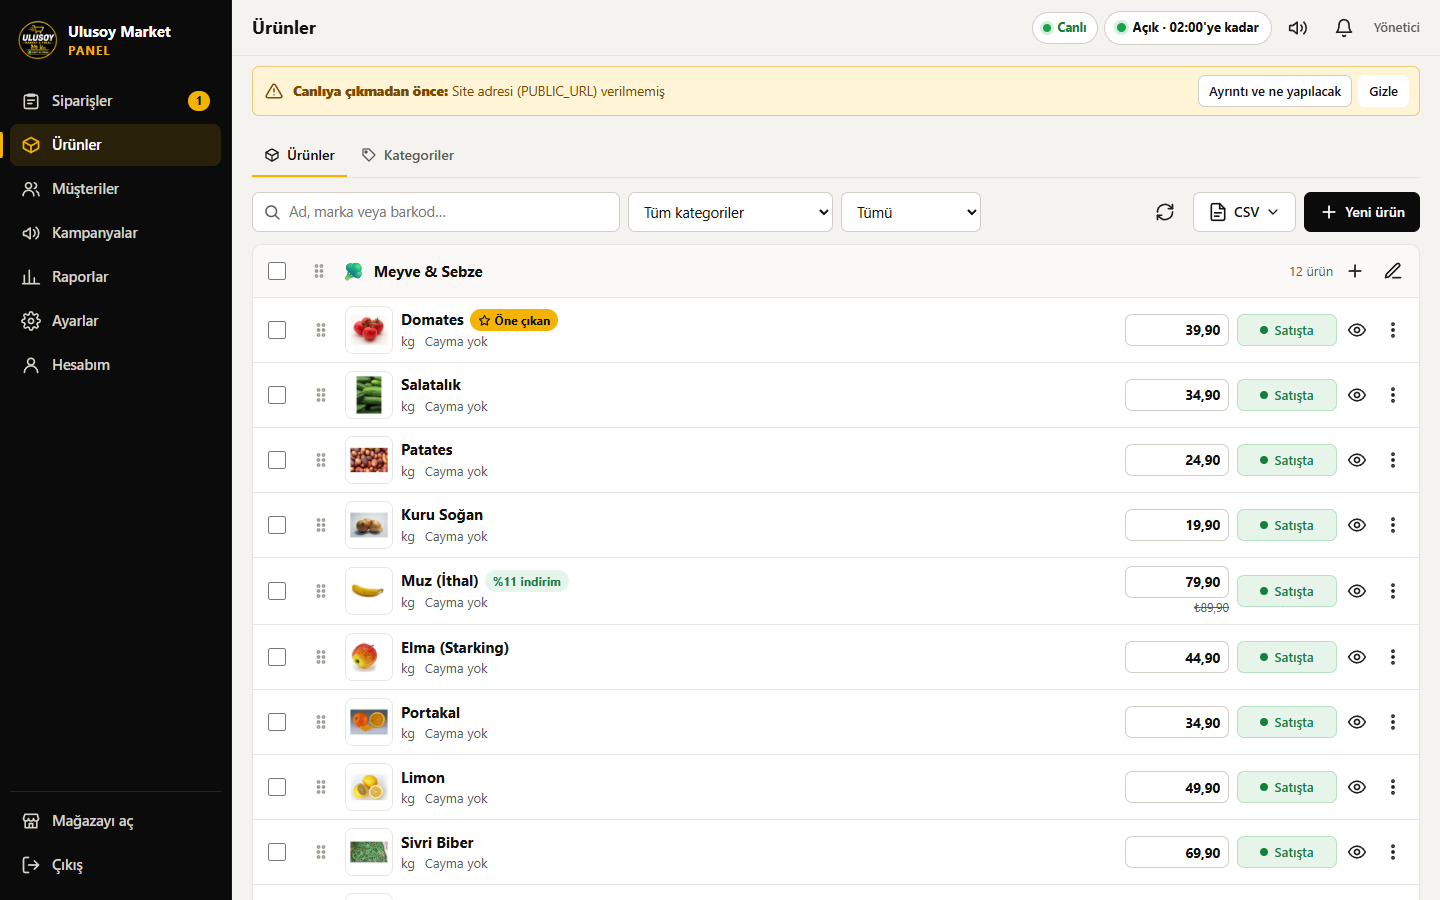 ULUSOY
Ulusoy Market
PANEL
Siparişler
1
Ürünler
Müşteriler
Kampanyalar
Raporlar
Ayarlar
Hesabım
Mağazayı aç
Çıkış
Ürünler
Canlı
Açık · 02:00'ye kadar
Yönetici
Canlıya çıkmadan önce: Site adresi (PUBLIC_URL) verilmemiş
Ayrıntı ve ne yapılacak
Gizle
Ürünler
Kategoriler
Ad, marka veya barkod...
Tüm kategoriler
Tümü
CSV
Yeni ürün
Meyve & Sebze
12 ürün
Domates
Öne çıkan
kg Cayma yok
39,90
Satışta
Salatalık
kg Cayma yok
34,90
Satışta
Patates
kg Cayma yok
24,90
Satışta
Kuru Soğan
kg Cayma yok
19,90
Satışta
Muz (İthal)
%11 indirim
kg Cayma yok
79,90
₺89,90
Satışta
Elma (Starking)
kg Cayma yok
44,90
Satışta
Portakal
kg Cayma yok
34,90
Satışta
Limon
kg Cayma yok
49,90
Satışta
Sivri Biber
kg Cayma yok
69,90
Satışta